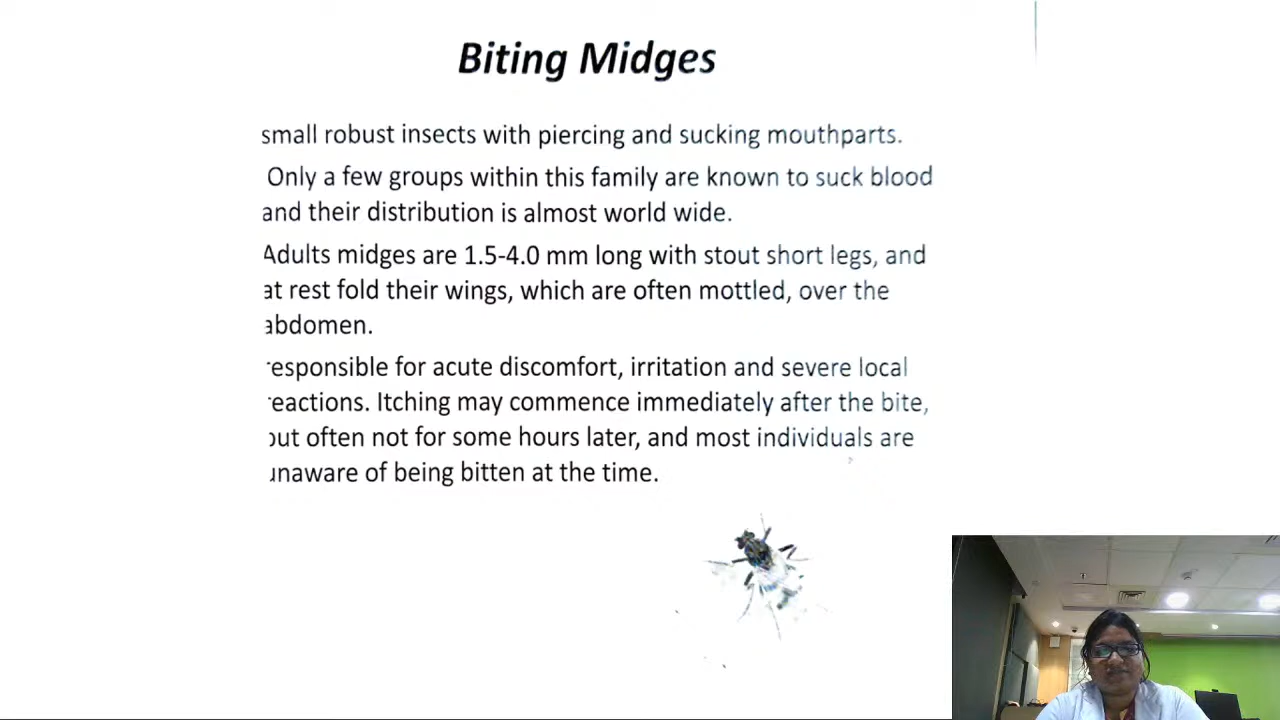 Biting Midges
small robust insects with piercing and sucking mouthparts.
Only a few groups within this family are known to suck blood
and their distribution is almost world wide.
Adults midges are 1.5-4.0 mm long with stout short legs, and
at rest fold their wings, which are often mottled, over the
abdomen.
responsible for acute discomfort, irritation and severe local
reactions. Itching may commence immediately after the bite,
but often not for some hours later, and most individuals are
unaware of being bitten at the time.